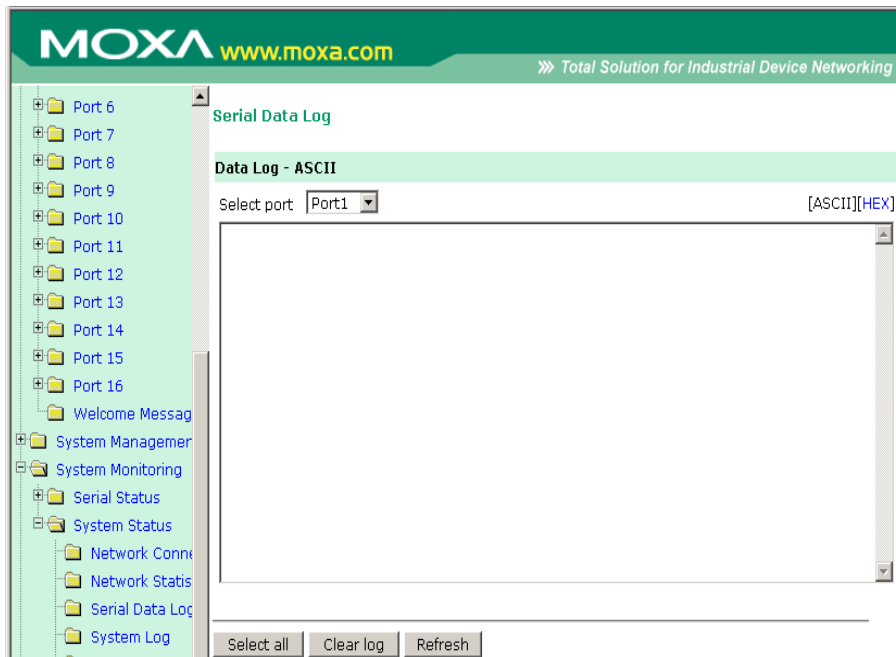 MOXA www.moxa.com
Total Solution for Industrial Device Networking
Port 6
Port 7
Port 8
Port 9
Port 10
Port 11
Port 12
Port 13
Port 14
Port 15
Port 16
Welcome Messag
System Managemer
System Monitoring
Serial Status
System Status
Network Conne
Network Statis
Serial Data Log
System Log
Serial Data Log
Data Log - ASCII
Select port Port1 [ASCII][HEX]
Select all Clear log Refresh